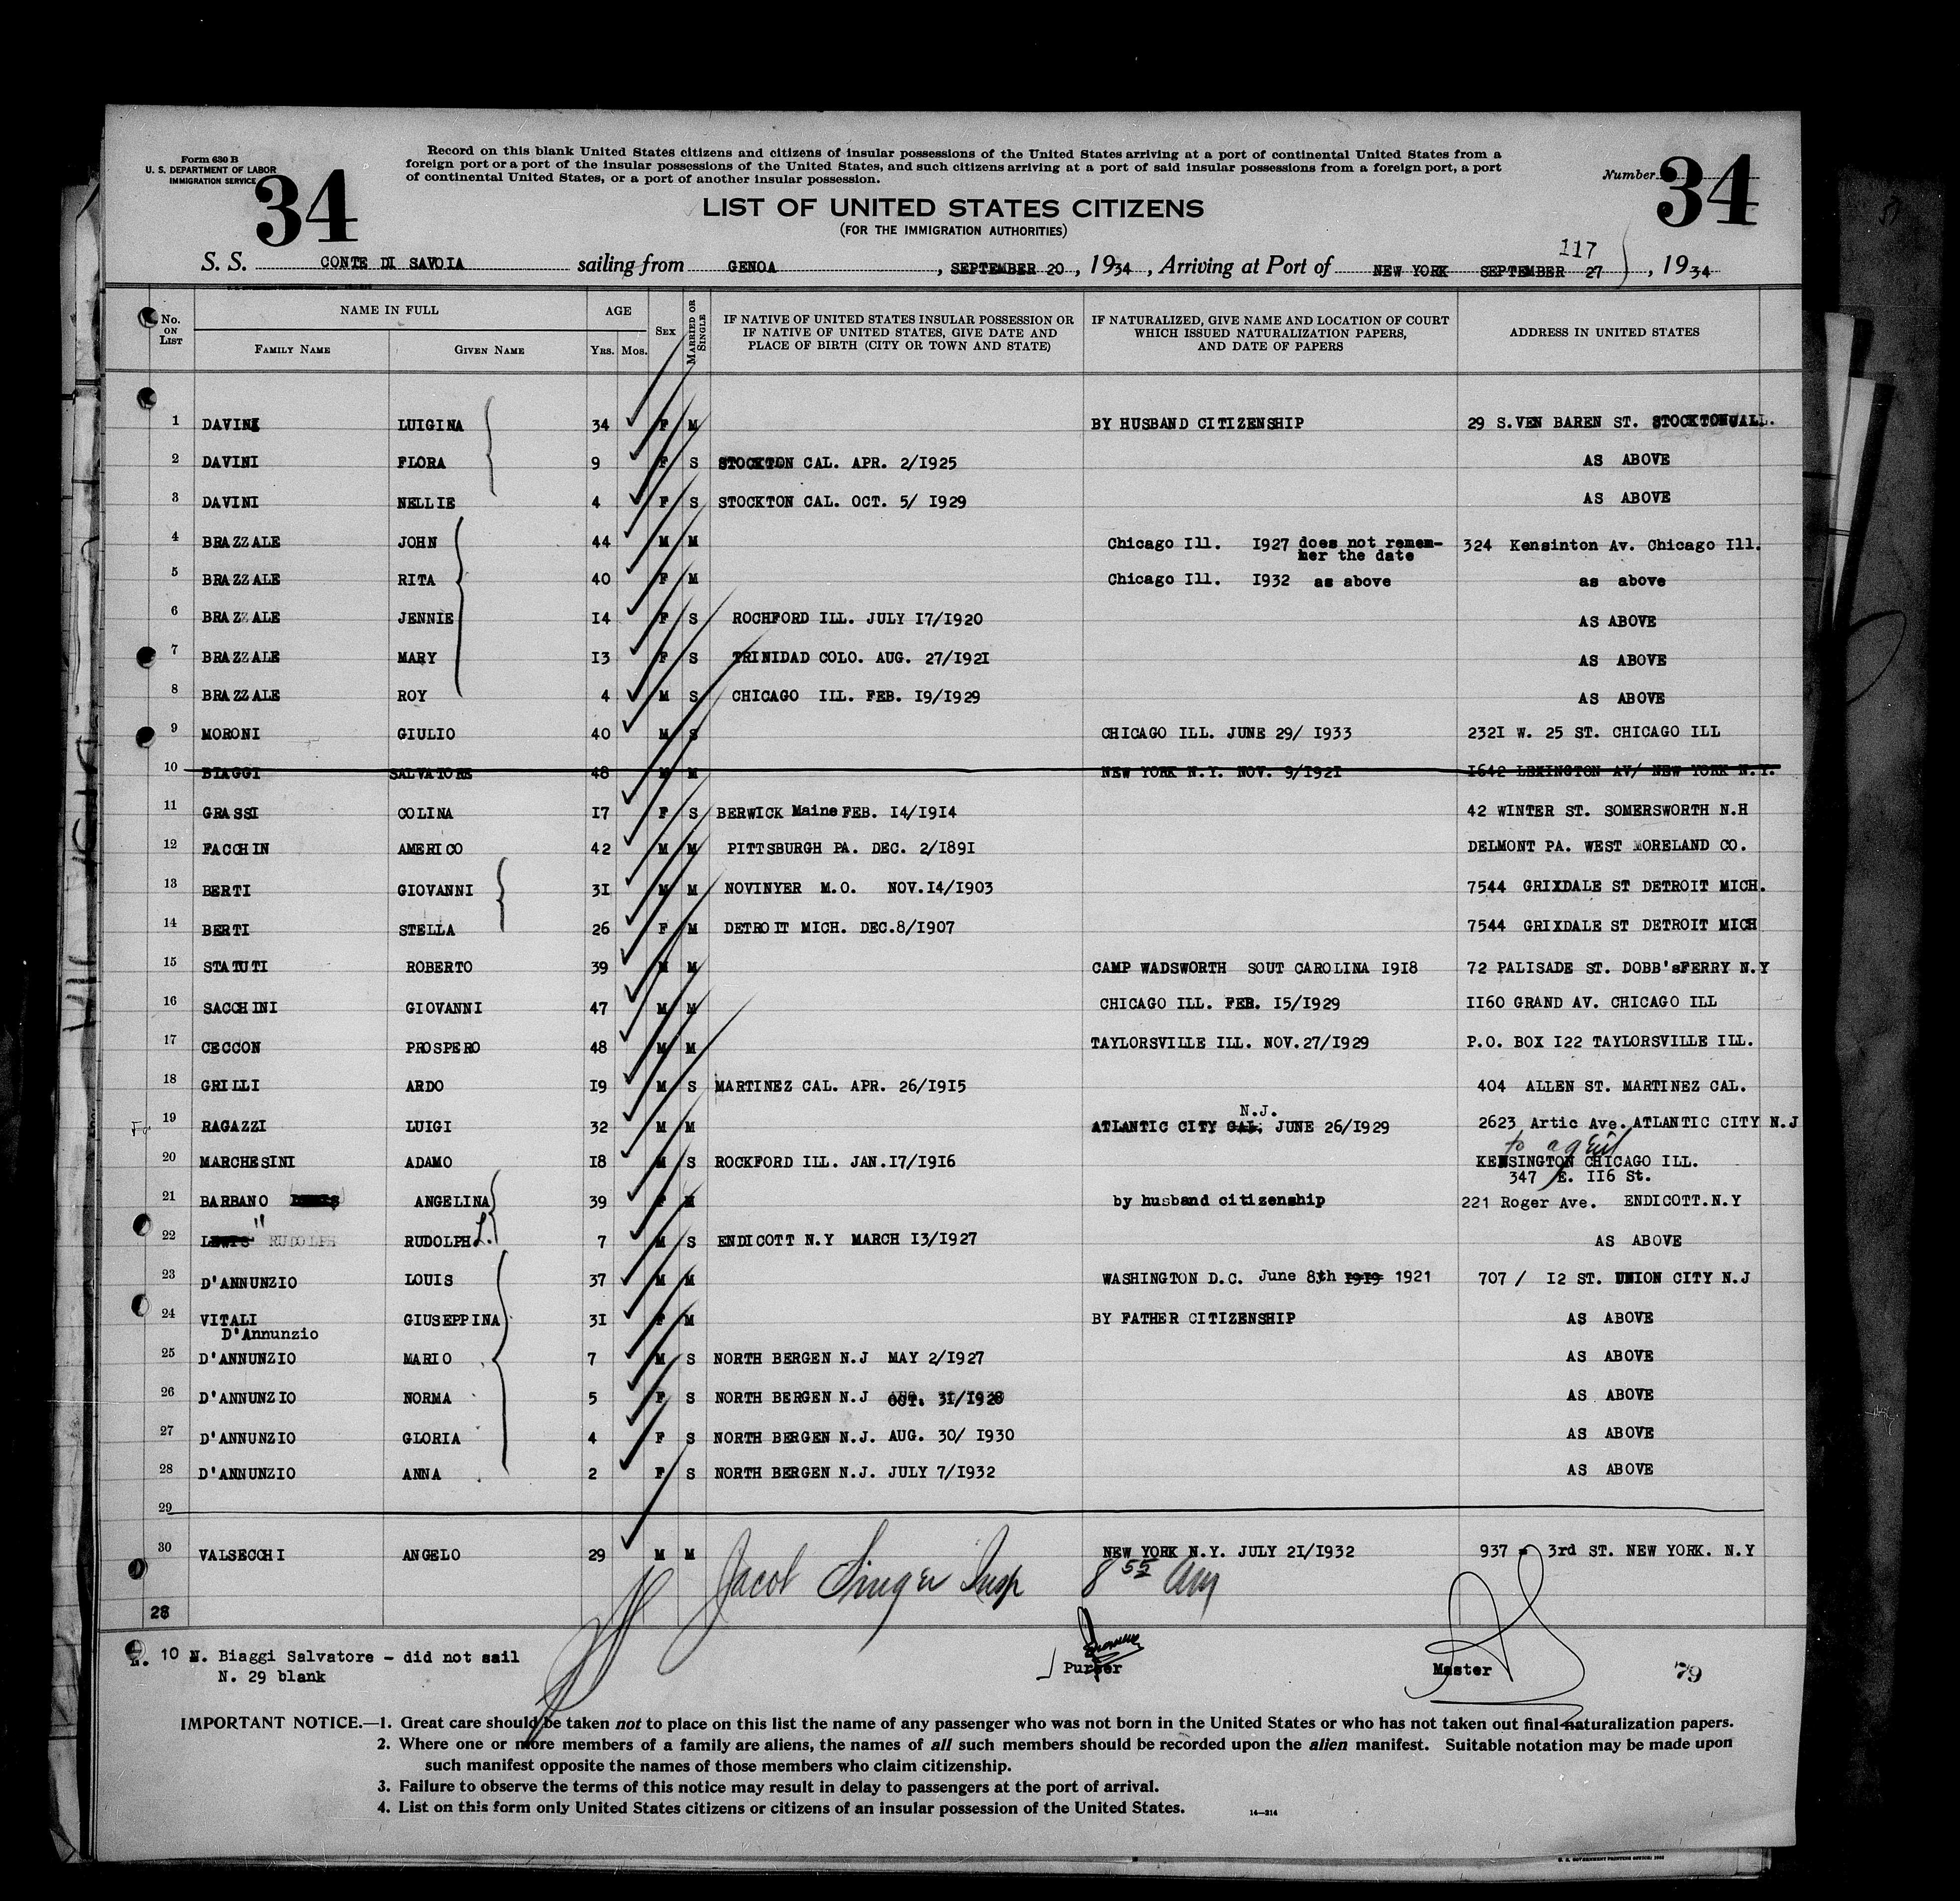 Form 630 B
U. S. DEPARTMENT OF LABOR
IMMIGRATION SERVICE
34
Record on this blank United States citizens and citizens of insular possessions of the United States arriving at a port of continental United States from a
foreign port or a port of the insular possessions of the United States, and such citizens arriving at a port of said insular possessions from a foreign port, a port
of continental United States, or a port of another insular possession.
Number 34
LIST OF UNITED STATES CITIZENS
(FOR THE IMMIGRATION AUTHORITIES)
117
S. S. CONTE DI SAVOIA sailing from GENOA, SEPTEMBER 20, 1934, Arriving at Port of NEW YORK SEPTEMBER 27, 1934
No. ON LIST
NAME IN FULL
FAMILY NAME GIVEN NAME
AGE
YRS. MOS.
SEX
MARRIED OR SINGLE
IF NATIVE OF UNITED STATES INSULAR POSSESSION OR
IF NATIVE OF UNITED STATES, GIVE DATE AND
PLACE OF BIRTH (CITY OR TOWN AND STATE)
IF NATURALIZED, GIVE NAME AND LOCATION OF COURT
WHICH ISSUED NATURALIZATION PAPERS,
AND DATE OF PAPERS
ADDRESS IN UNITED STATES
1 DAVINI LUIGINA 34 F M BY HUSBAND CITIZENSHIP 29 S.VEN BAREN ST. STOCKTON CALL.
2 DAVINI FLORA 9 F S STOCKTON CAL. APR. 2/1925 AS ABOVE
3 DAVINI NELLIE 4 F S STOCKTON CAL. OCT. 5/ 1929 AS ABOVE
4 BRAZZALE JOHN 44 M M Chicago Ill. 1927 does not remem- 324 Kensinton Av. Chicago Ill.
ber the date
5 BRAZZALE RITA 40 F M Chicago Ill. 1932 as above as above
6 BRAZZALE JENNIE 14 F S ROCHFORD ILL. JULY 17/1920 AS ABOVE
7 BRAZZALE MARY 13 F S TRINIDAD COLO. AUG. 27/1921 AS ABOVE
8 BRAZZALE ROY 4 M S CHICAGO ILL. FEB. 19/1929 AS ABOVE
9 MORONI GIULIO 40 M S CHICAGO ILL. JUNE 29/ 1933 2321 W. 25 ST. CHICAGO ILL
10 BIAGGI SALVATORE 48 M M NEW YORK N.Y. NOV. 9/1921 1642 LEXINGTON AV/ NEW YORK N.Y.
11 GRASSI COLINA 17 F S BERWICK Maine FEB. 14/1914 42 WINTER ST. SOMERSWORTH N.H
12 FACCHIN AMERICO 42 M M PITTSBURGH PA. DEC. 2/1891 DELMONT PA. WEST MORELAND CO.
13 BERTI GIOVANNI 31 M M NOVINYER M.O. NOV.14/1903 7544 GRIXDALE ST DETROIT MICH.
14 BERTI STELLA 26 F M DETROIT MICH. DEC.8/1907 7544 GRIXDALE ST DETROIT MICH
15 STATUTI ROBERTO 39 M M CAMP WADSWORTH SOUT CAROLINA 1918 72 PALISADE ST. DOBB'sFERRY N.Y
16 SACCHINI GIOVANNI 47 M M CHICAGO ILL. FEB. 15/1929 1160 GRAND AV. CHICAGO ILL
17 CECCON PROSPERO 48 M M TAYLORSVILLE ILL. NOV.27/1929 P.O. BOX 122 TAYLORSVILLE ILL.
18 GRILLI ARDO 19 M S MARTINEZ CAL. APR. 26/1915 404 ALLEN ST. MARTINEZ CAL.
N.J.
19 RAGAZZI LUIGI 32 M M ATLANTIC CITY CAL; JUNE 26/1929 2623 Artic Ave. ATLANTIC CITY N.J
to agent
20 MARCHESINI ADAMO 18 M S ROCKFORD ILL. JAN.17/1916 KENSINGTON CHICAGO ILL.
347 E. 116 St.
21 BARBANO ANGELINA 39 F M by husband citizenship 221 Roger Ave. ENDICOTT.N.Y
22 LEWIS " RUDOLPH RUDOLPH L. 7 M S ENDICOTT N.Y MARCH 13/1927 AS ABOVE
23 D'ANNUNZIO LOUIS 37 M M WASHINGTON D.C. June 8th 1919 1921 707 / 12 ST. UNION CITY N.J
24 VITALI GIUSEPPINA 31 F M BY FATHER CITIZENSHIP AS ABOVE
D'Annunzio
25 D'ANNUNZIO MARIO 7 M S NORTH BERGEN N.J MAY 2/1927 AS ABOVE
26 D'ANNUNZIO NORMA 5 F S NORTH BERGEN N.J OCT. 31/1928 AS ABOVE
27 D'ANNUNZIO GLORIA 4 F S NORTH BERGEN N.J. AUG. 30/ 1930 AS ABOVE
28 D'ANNUNZIO ANNA 2 F S NORTH BERGEN N.J. JULY 7/1932 AS ABOVE
29
30 VALSECCHI ANGELO 29 M M NEW YORK N.Y. JULY 21/1932 937 - 3rd ST. NEW YORK. N.Y
Jacob Singer Insp 8 55 am
28
N. 10 N. Biaggi Salvatore - did not sail
N. 29 blank
Purser
Master
79
IMPORTANT NOTICE.—1. Great care should be taken not to place on this list the name of any passenger who was not born in the United States or who has not taken out final naturalization papers.
2. Where one or more members of a family are aliens, the names of all such members should be recorded upon the alien manifest. Suitable notation may be made upon
such manifest opposite the names of those members who claim citizenship.
3. Failure to observe the terms of this notice may result in delay to passengers at the port of arrival.
4. List on this form only United States citizens or citizens of an insular possession of the United States.
14—314